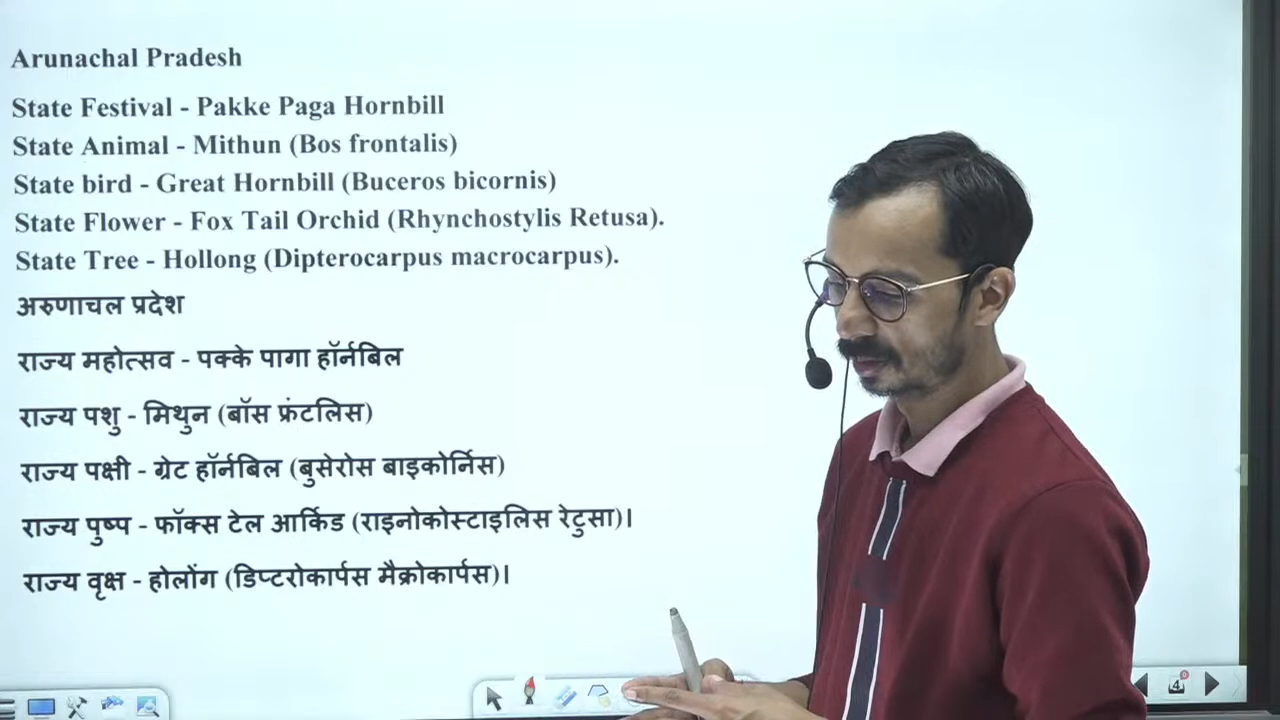 Arunachal Pradesh
State Festival - Pakke Paga Hornbill
State Animal - Mithun (Bos frontalis)
State bird - Great Hornbill (Buceros bicornis)
State Flower - Fox Tail Orchid (Rhynchostylis Retusa).
State Tree - Hollong (Dipterocarpus macrocarpus).
अरुणाचल प्रदेश
राज्य महोत्सव - पक्के पागा हॉर्नबिल
राज्य पशु - मिथुन (बॉस फ्रंटलिस)
राज्य पक्षी - ग्रेट हॉर्नबिल (बुसेरोस बाइकोर्निस)
राज्य पुष्प - फॉक्स टेल आर्किड (राइनोकोस्टाइलिस रेटुसा)।
राज्य वृक्ष - होलोंग (डिप्टरोकार्पस मैक्रोकार्पस)।
4